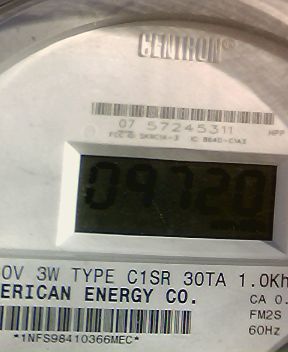 CENTRON®
07 57245311
HPP
09720
0V 3W TYPE C1SR 30TA 1.0Kh
ERICAN ENERGY CO.
CA 0.
FM2S
60Hz
*1NFS98410366MEC*